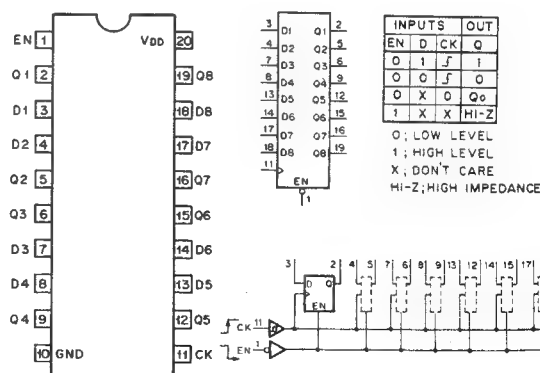 EN 1 VDD 20
Q1 2 19 Q8
D1 3 18 D8
D2 4 17 D7
Q2 5 16 Q7
Q3 6 15 Q6
D3 7 14 D6
D4 8 13 D5
Q4 9 12 Q5
10 GND 11 CK
3 D1 Q1 2
4 D2 Q2 5
7 D3 Q3 6
8 D4 Q4 9
13 D5 Q5 12
14 D6 Q6 15
17 D7 Q7 16
18 D8 Q8 19
11
EN
1
INPUTS OUT
EN D CK Q
0 1 1
0 0 0
0 X 0 Qo
1 X X HI-Z
0; LOW LEVEL
1; HIGH LEVEL
X; DON'T CARE
HI-Z; HIGH IMPEDANCE
3 2 4 5 7 6 8 9 13 12 14 15 17
D Q
EN
CK 11
EN 1